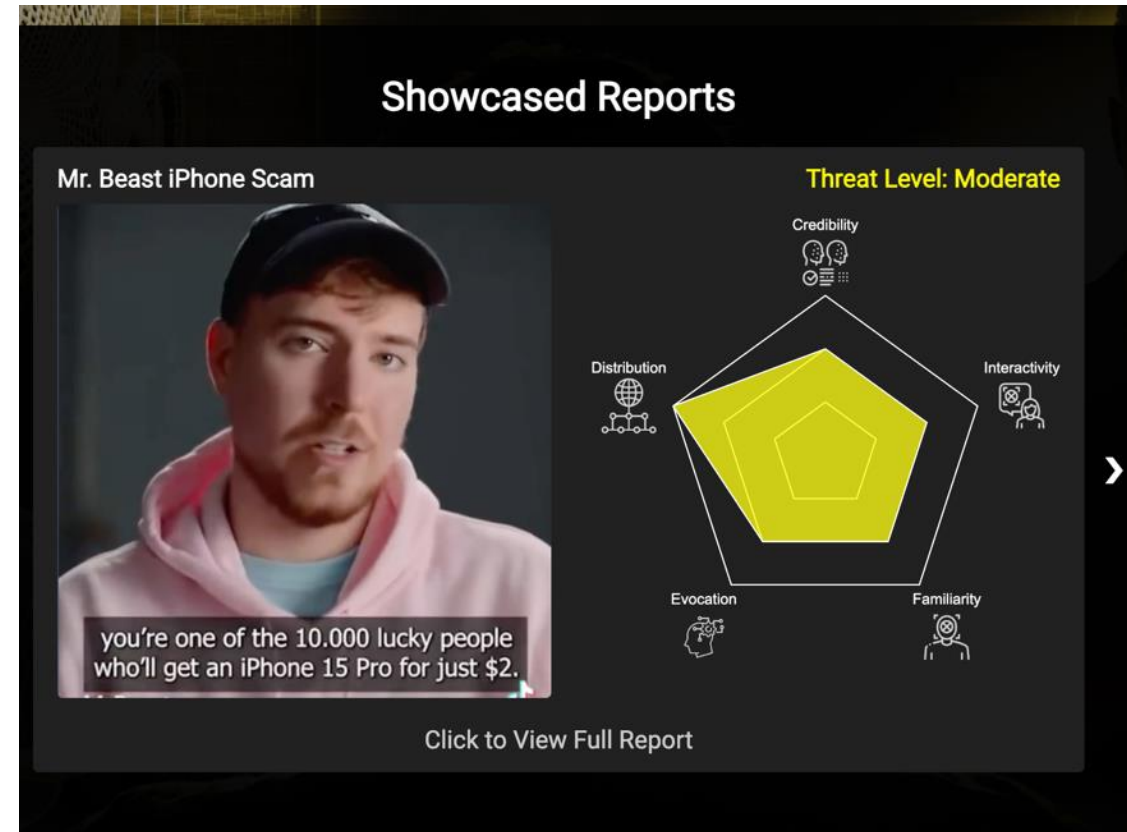 Showcased Reports
Mr. Beast iPhone Scam
Threat Level: Moderate
Credibility
Distribution
Interactivity
Evocation
Familiarity
you're one of the 10.000 lucky people
who'll get an iPhone 15 Pro for just $2.
Click to View Full Report